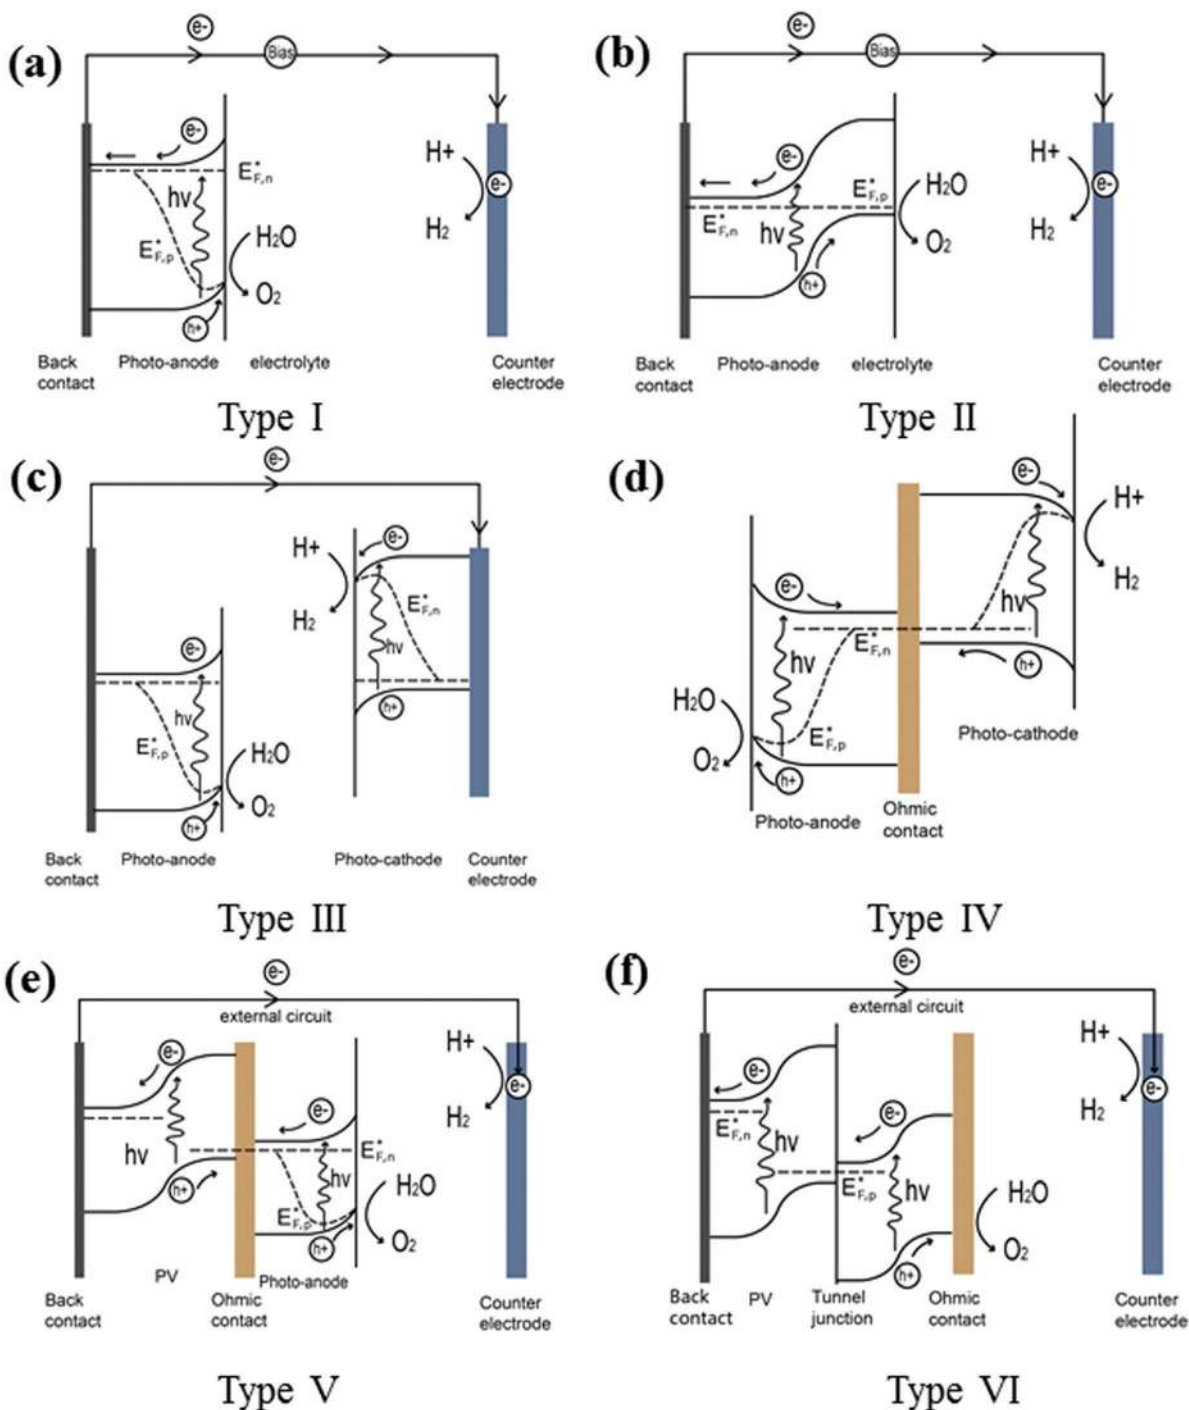 (a)
e-
Bias
e-
E*F,n
hv
E*F,p
H2O
O2
h+
H+
e-
H2
Back
contact
Photo-anode
electrolyte
Counter
electrode
Type I
(b)
e-
Bias
e-
E*F,p
E*F,n
hv
h+
H2O
O2
H+
e-
H2
Back
contact
Photo-anode
electrolyte
Counter
electrode
Type II
(c)
e-
H+
e-
H2
E*F,n
hv
h+
e-
hv
E*F,p
H2O
O2
h+
Back
contact
Photo-anode
Photo-cathode
Counter
electrode
Type III
(d)
e-
H+
H2
hv
e-
E*F,n
hv
h+
H2O
E*F,p
O2
h+
Photo-cathode
Photo-anode
Ohmic
contact
Type IV
(e)
e-
external circuit
e-
hv
h+
e-
E*F,n
hv
E*F,p
h+
H2O
O2
H+
e-
H2
Back
contact
PV
Ohmic
contact
Photo-anode
Counter
electrode
Type V
(f)
e-
external circuit
e-
E*F,n
hv
e-
E*F,p
hv
h+
H2O
O2
H+
e-
H2
Back
contact
PV
Tunnel
junction
Ohmic
contact
Counter
electrode
Type VI